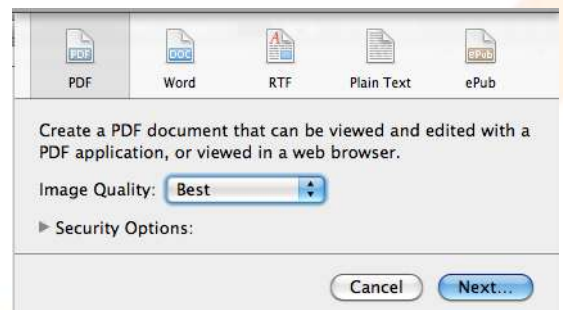 PDF DOC A ePub
PDF Word RTF Plain Text ePub
Create a PDF document that can be viewed and edited with a
PDF application, or viewed in a web browser.
Image Quality: Best
Security Options:
Cancel Next...